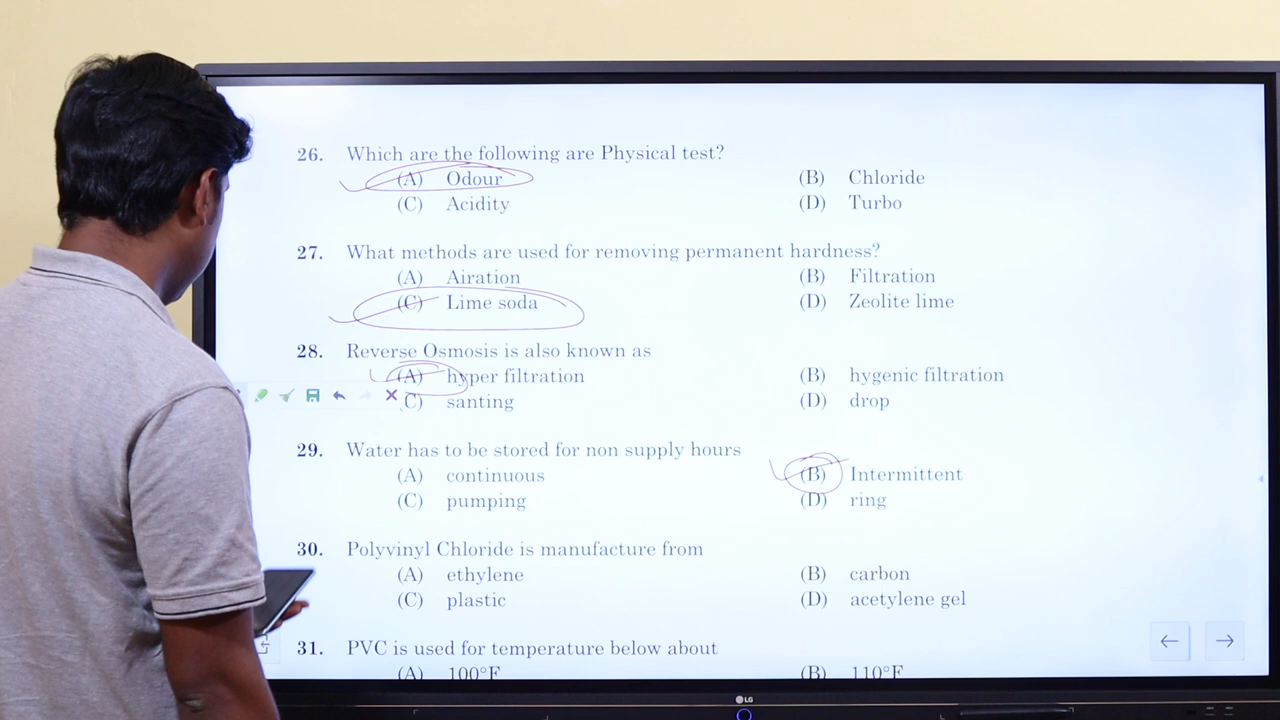 26. Which are the following are Physical test?
(A) Odour (B) Chloride
(C) Acidity (D) Turbo
27. What methods are used for removing permanent hardness?
(A) Airation (B) Filtration
(C) Lime soda (D) Zeolite lime
28. Reverse Osmosis is also known as
(A) hyper filtration (B) hygenic filtration
(C) santing (D) drop
29. Water has to be stored for non supply hours
(A) continuous (B) Intermittent
(C) pumping (D) ring
30. Polyvinyl Chloride is manufacture from
(A) ethylene (B) carbon
(C) plastic (D) acetylene gel
31. PVC is used for temperature below about
(A) 100°F (B) 110°F
LG